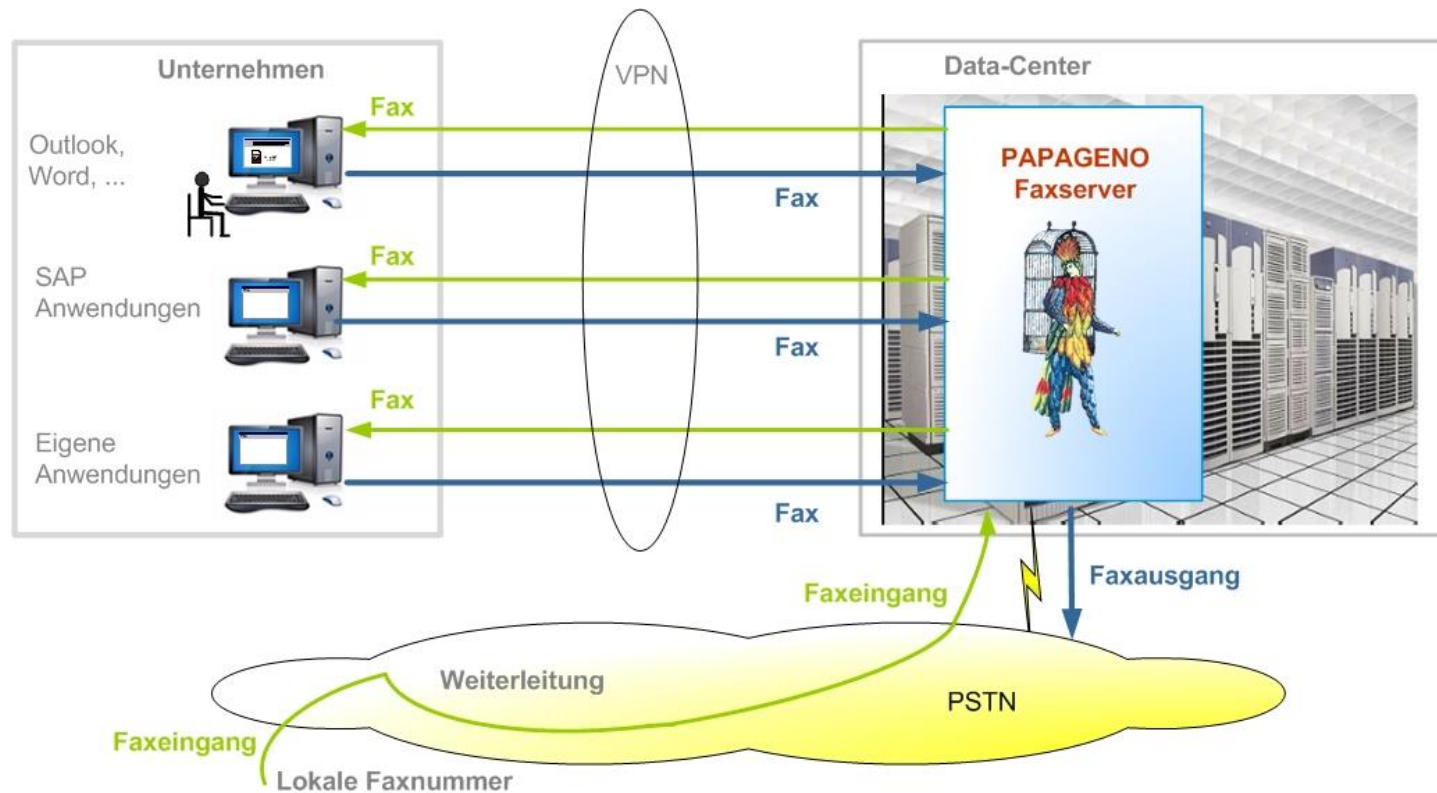 Unternehmen
VPN
Data-Center
Outlook,
Word, ...
Fax
Fax
PAPAGENO
Faxserver
SAP
Anwendungen
Fax
Fax
Eigene
Anwendungen
Fax
Fax
Faxeingang
Faxausgang
Weiterleitung
PSTN
Faxeingang
Lokale Faxnummer